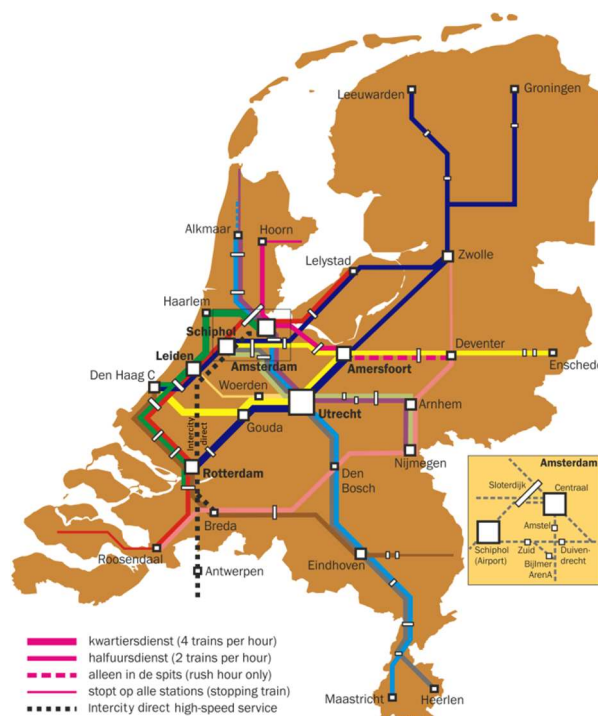 Leeuwarden
Groningen
Alkmaar
Hoorn
Lelystad
Zwolle
Haarlem
Schiphol
Leiden
Amsterdam
Amersfoort
Deventer
Enschede
Den Haag C
Woerden
Utrecht
Arnhem
Gouda
Nijmegen
Intercity
direct
Rotterdam
Den
Bosch
Breda
Roosendaal
Antwerpen
Eindhoven
Maastricht
Heerlen
Amsterdam
Sloterdijk
Centraal
Amstel
Schiphol
(Airport)
Zuid
Duiven-
drecht
Bijlmer
ArenA
kwartiersdienst (4 trains per hour)
halfuursdienst (2 trains per hour)
alleen in de spits (rush hour only)
stopt op alle stations (stopping train)
Intercity direct high-speed service